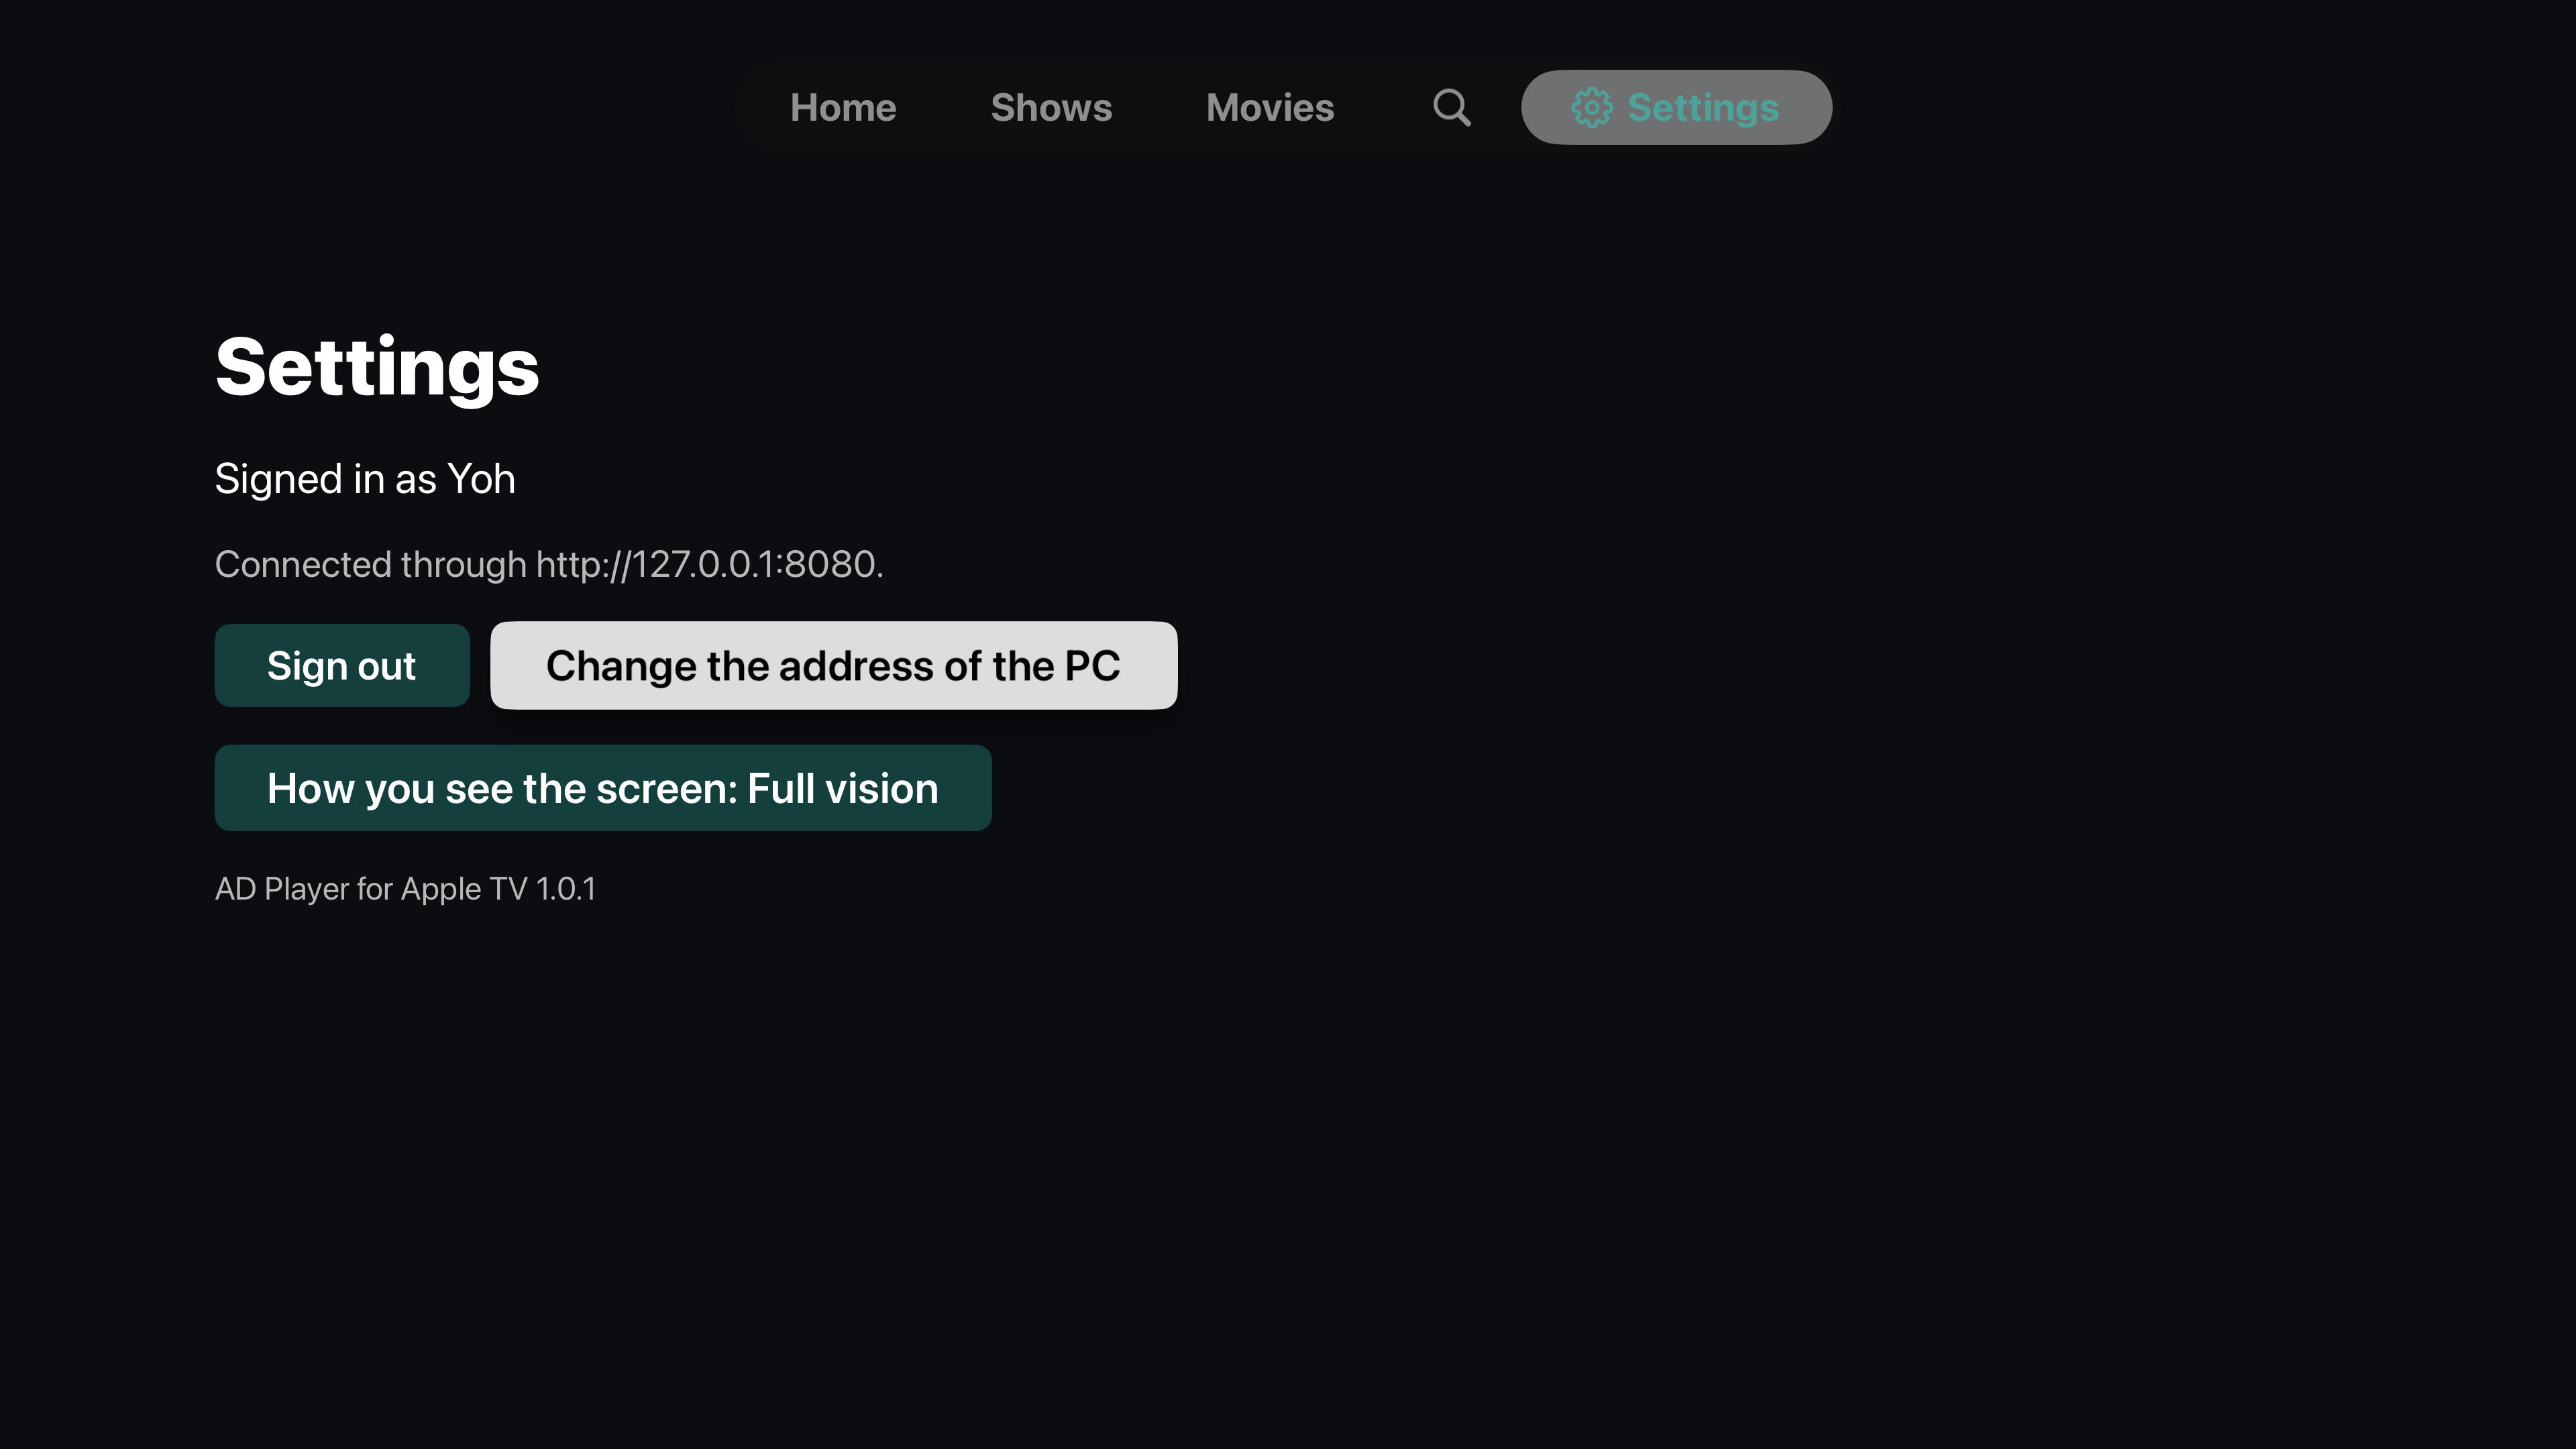 Home Shows Movies Settings
Settings
Signed in as Yoh
Connected through http://127.0.0.1:8080.
Sign out Change the address of the PC
How you see the screen: Full vision
AD Player for Apple TV 1.0.1